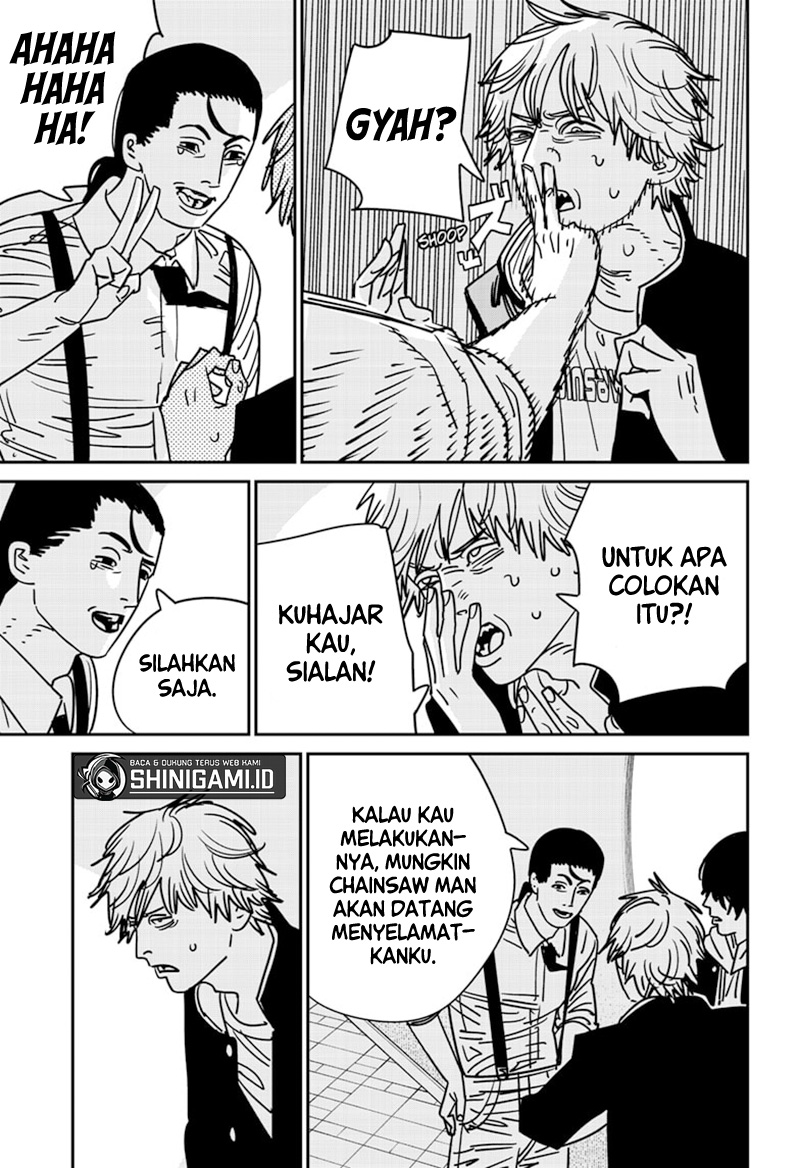 GYAH?
SHOOP
AHAHA
HAHA
HA!
UNTUK APA
COLOKAN
ITU?!
KUHAJAR
KAU,
SIALAN!
SILAHKAN
SAJA.
KALAU KAU
MELAKUKAN-
NYA, MUNGKIN
CHAINSAW MAN
AKAN DATANG
MENYELAMAT-
KANKU.
BACA & DUKUNG TERUS WEB KAMI
SHINIGAMI.ID